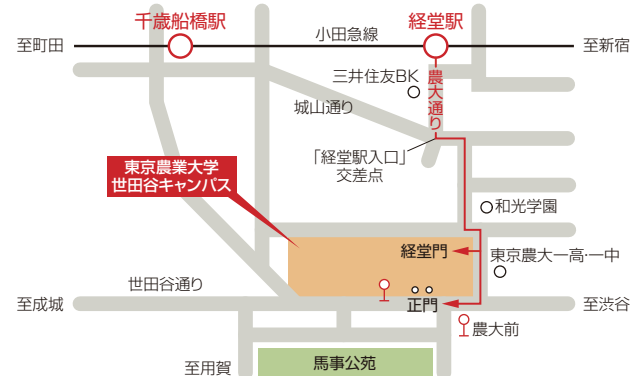 千歳船橋駅
経堂駅
至町田
小田急線
至新宿
三井住友BK
農大通り
城山通り
「経堂駅入口」
交差点
東京農業大学
世田谷キャンパス
和光学園
経堂門
東京農大一高・一中
世田谷通り
至成城
正門
至渋谷
農大前
至用賀
馬事公苑